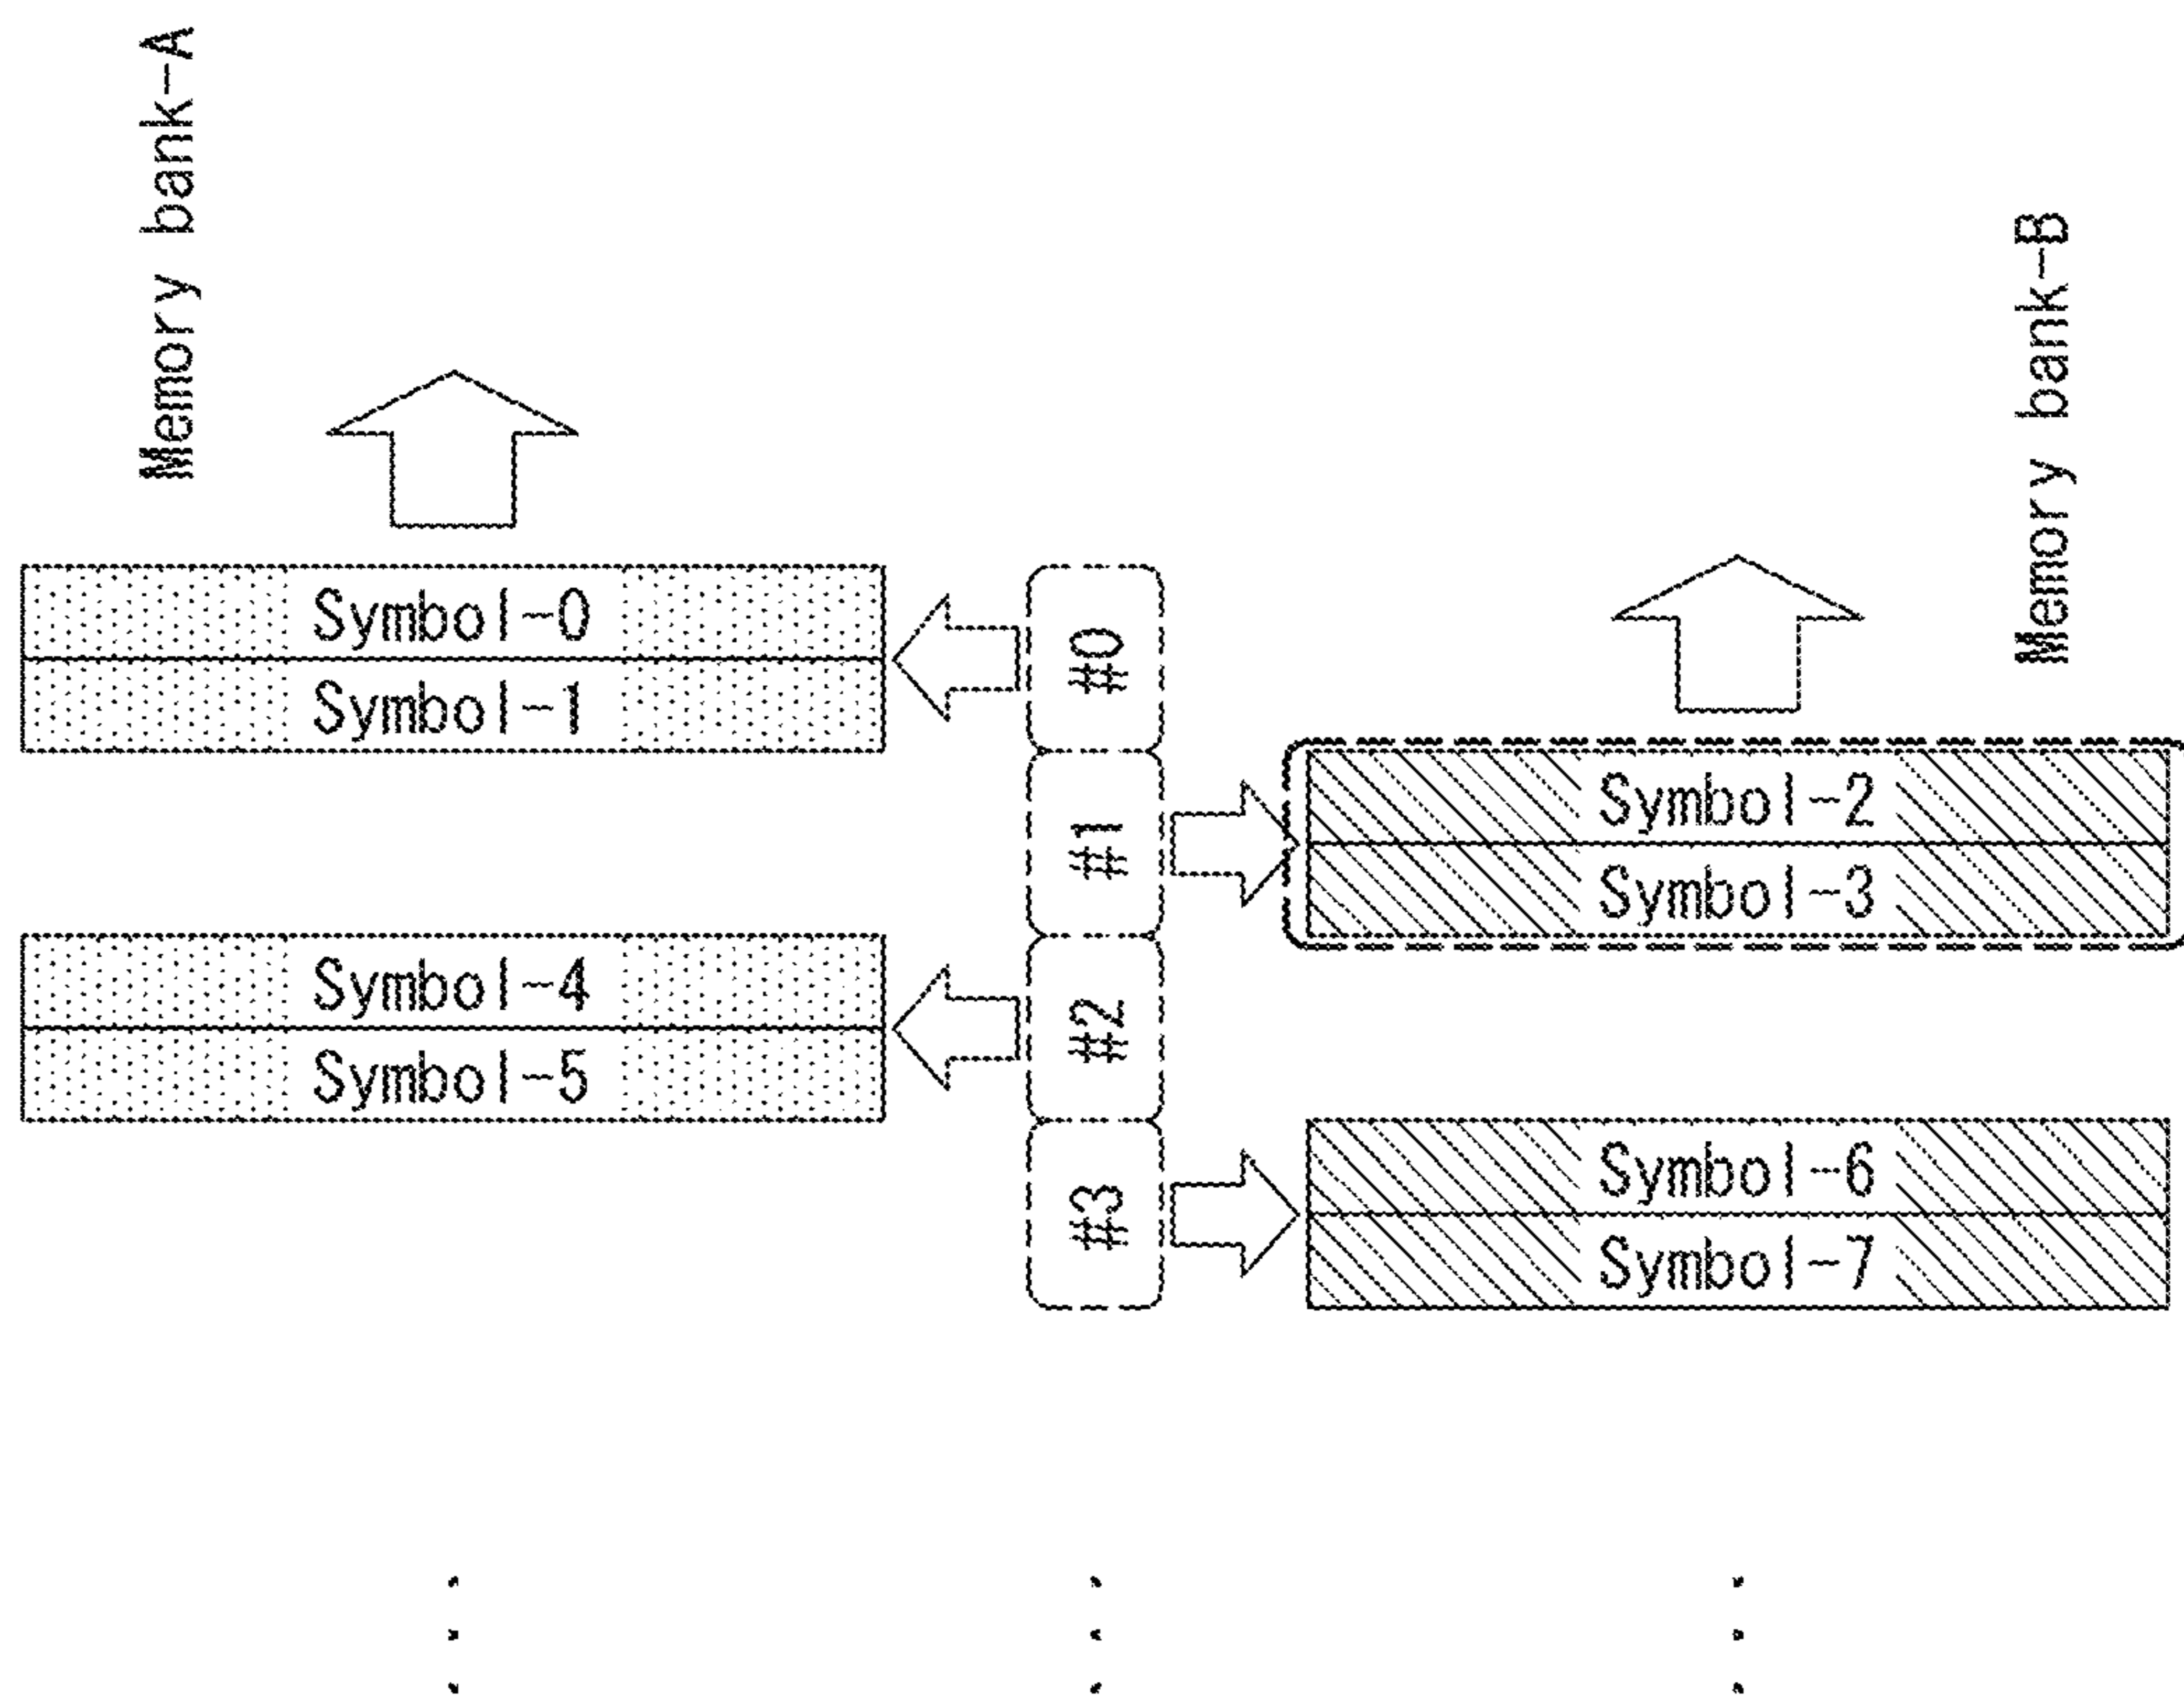 Memory bank-A
Memory bank-B
Symbol-0
Symbol-1
#0
#1
Symbol-2
Symbol-3
Symbol-4
Symbol-5
#2
#3
Symbol-6
Symbol-7